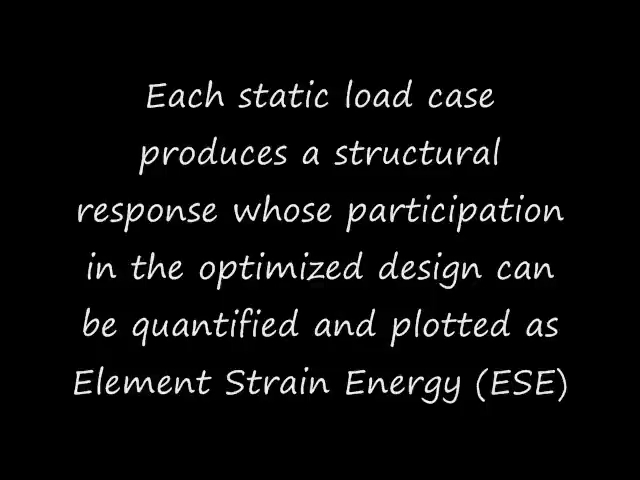 Each static load case
produces a structural
response whose participation
in the optimized design can
be quantified and plotted as
Element Strain Energy (ESE)